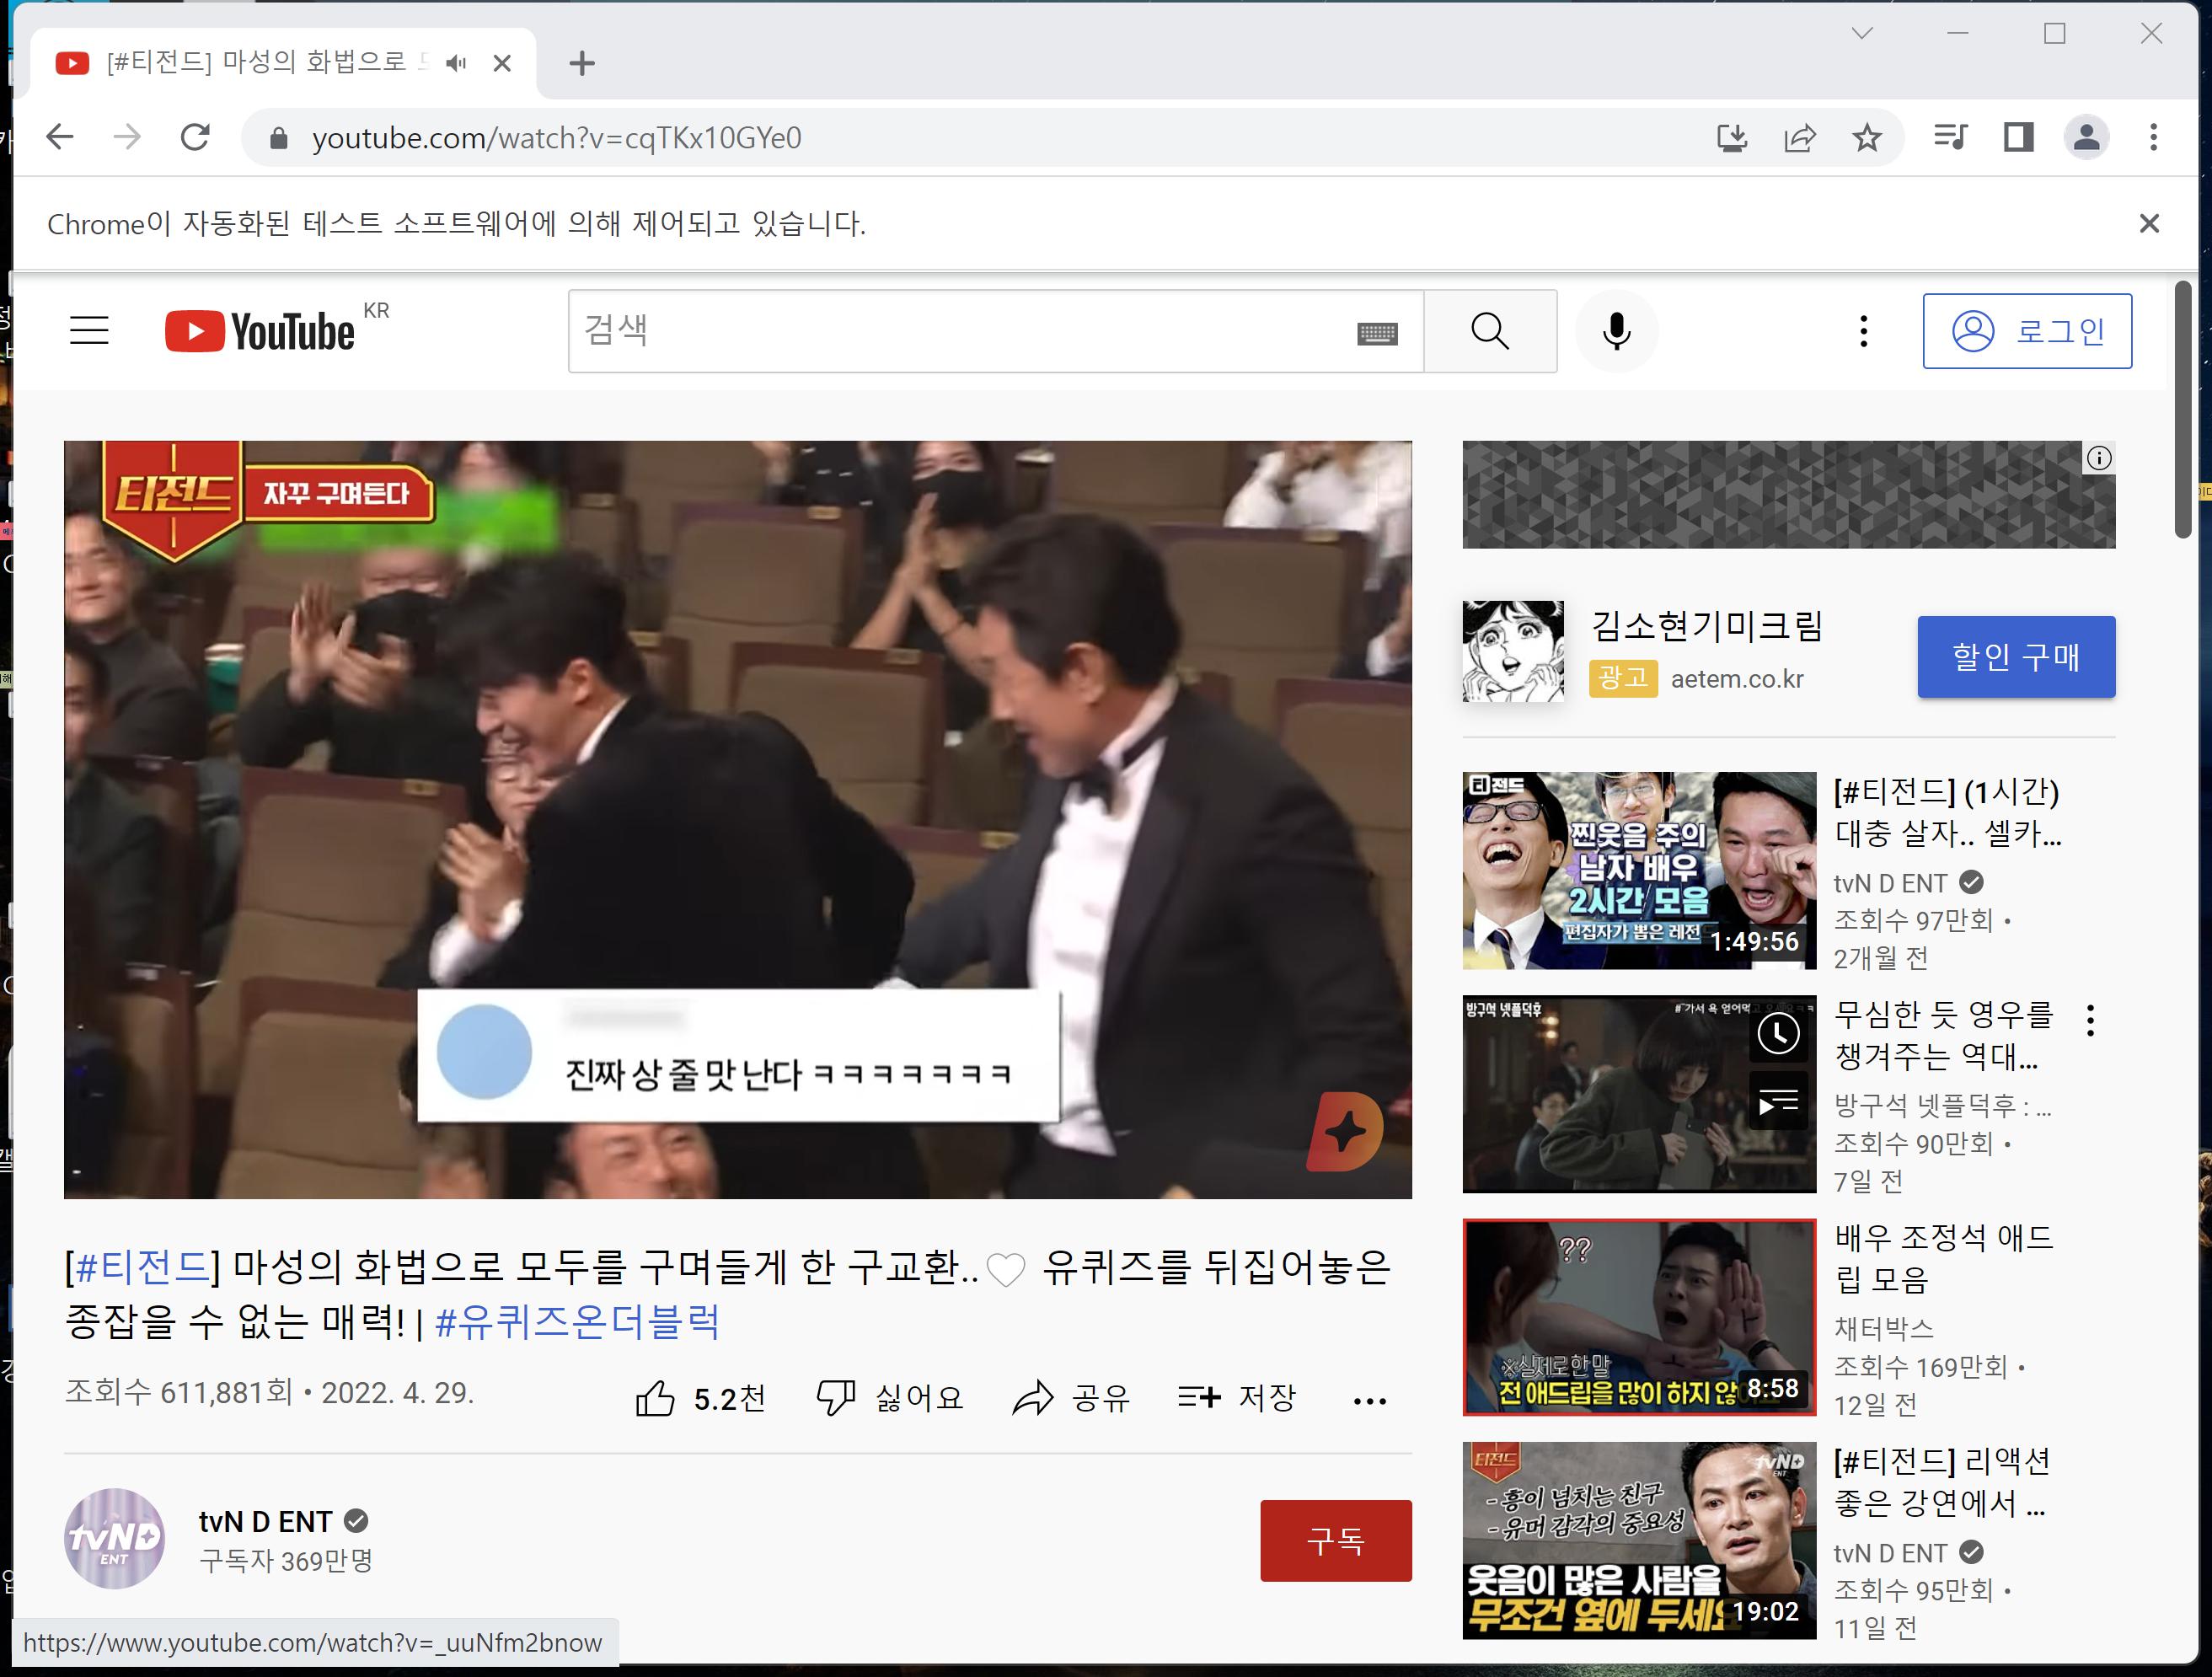 [#티전드] 마성의 화법으로
youtube.com/watch?v=cqTKx10GYe0
Chrome이 자동화된 테스트 소프트웨어에 의해 제어되고 있습니다.
YouTube KR
검색
로그인
티전드
자꾸 구며든다
진짜 상 줄 맛 난다 ㅋㅋㅋㅋㅋㅋㅋ
[#티전드] 마성의 화법으로 모두를 구며들게 한 구교환..🤍 유퀴즈를 뒤집어놓은
종잡을 수 없는 매력! | #유퀴즈온더블럭
조회수 611,881회 • 2022. 4. 29.
5.2천
싫어요
공유
저장
tvND
ENT
tvN D ENT
구독자 369만명
구독
https://www.youtube.com/watch?v=_uuNfm2bnow
김소현기미크림
광고 aetem.co.kr
할인 구매
티전드
찐웃음 주의
남자 배우
2시간 모음
편집자가 뽑은 레전
1:49:56
[#티전드] (1시간)
대충 살자.. 셀카...
tvN D ENT
조회수 97만회 •
2개월 전
방구석 넷플덕후
#가서 욕 얻어먹
무심한 듯 영우를
챙겨주는 역대...
방구석 넷플덕후 : ...
조회수 90만회 •
7일 전
??
※실제로한말
전 애드립을 많이 하지 않
8:58
배우 조정석 애드
립 모음
채터박스
조회수 169만회 •
12일 전
티전드
tvND
ENT
- 흥이 넘치는 친구
- 유머 감각의 중요성
웃음이 많은 사람을
무조건 옆에 두세요
19:02
[#티전드] 리액션
좋은 강연에서 ...
tvN D ENT
조회수 95만회 •
11일 전